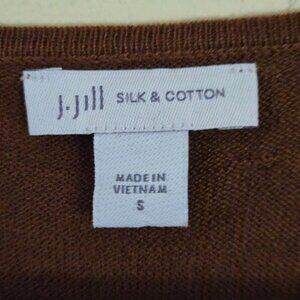 J.Jill SILK & COTTON
MADE IN
VIETNAM
S